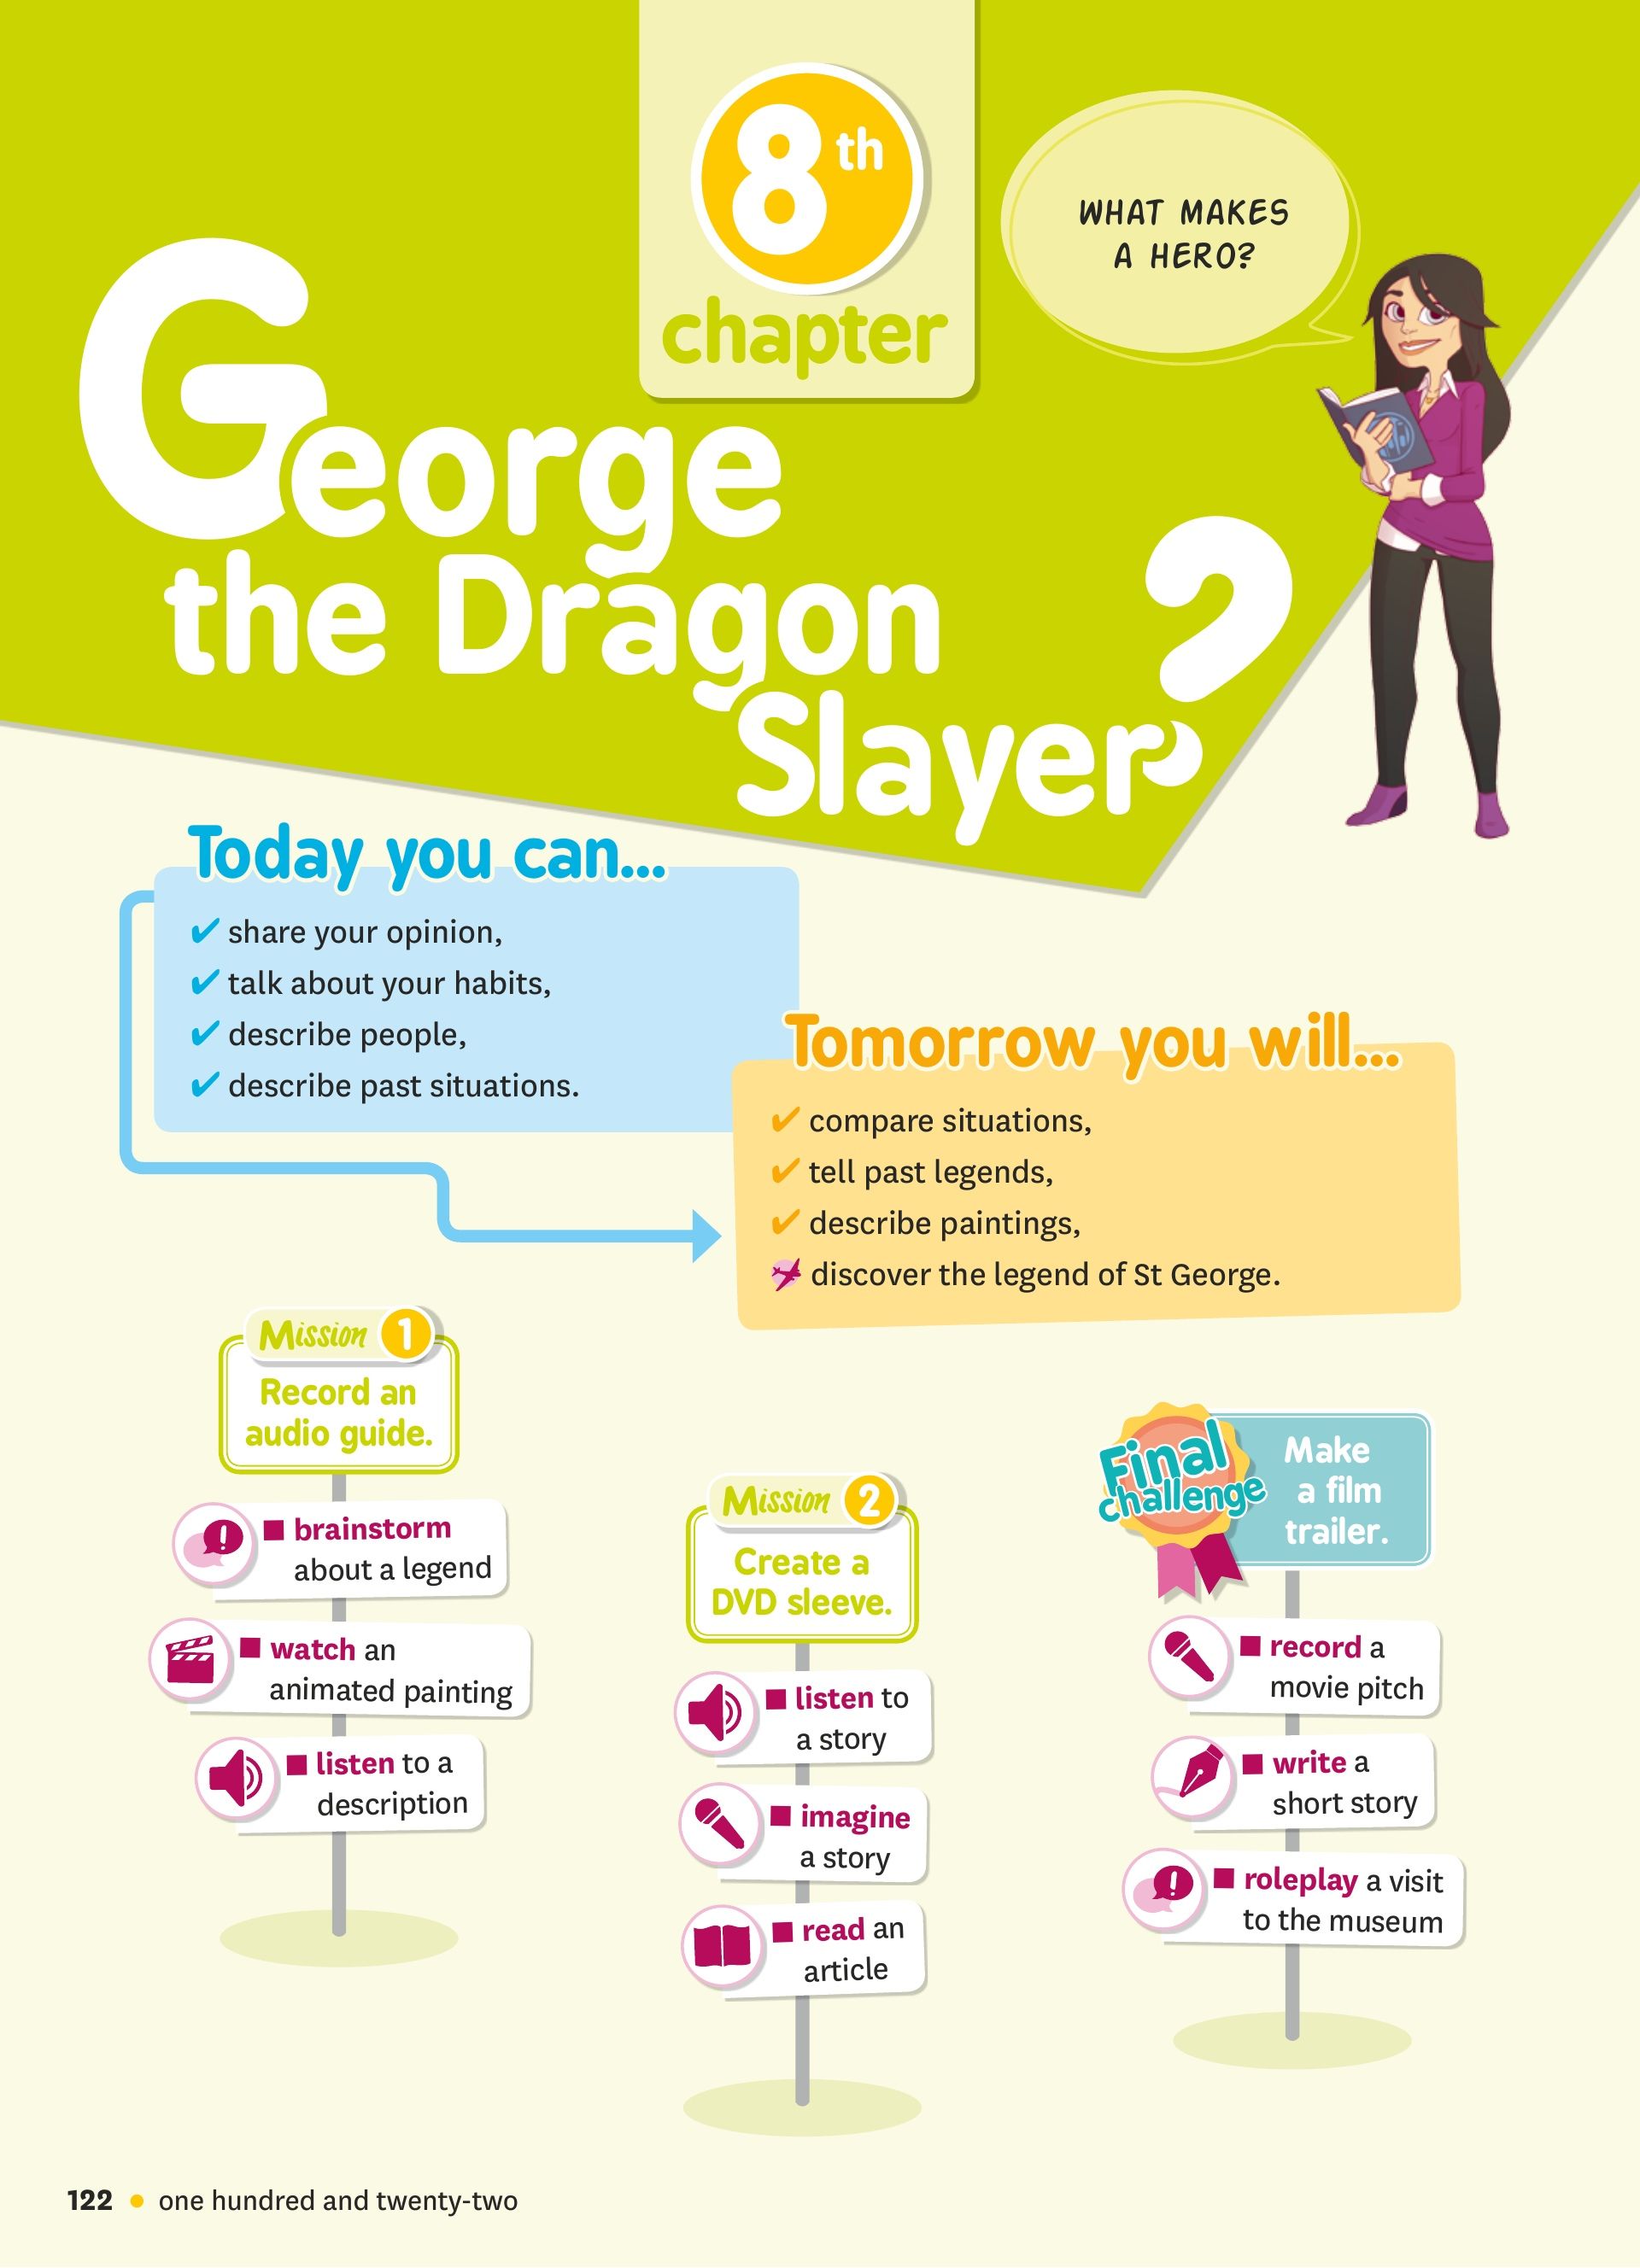 8th
chapter
WHAT MAKES
A HERO?
George
the Dragon
Slayer?
Today you can...
✔ share your opinion,
✔ talk about your habits,
✔ describe people,
✔ describe past situations.
Tomorrow you will...
✔ compare situations,
✔ tell past legends,
✔ describe paintings,
discover the legend of St George.
Mission 1
Record an
audio guide.
■ brainstorm
about a legend
■ watch an
animated painting
■ listen to a
description
Mission 2
Create a
DVD sleeve.
■ listen to
a story
■ imagine
a story
■ read an
article
Final
challenge
Make
a film
trailer.
■ record a
movie pitch
■ write a
short story
■ roleplay a visit
to the museum
122 • one hundred and twenty-two